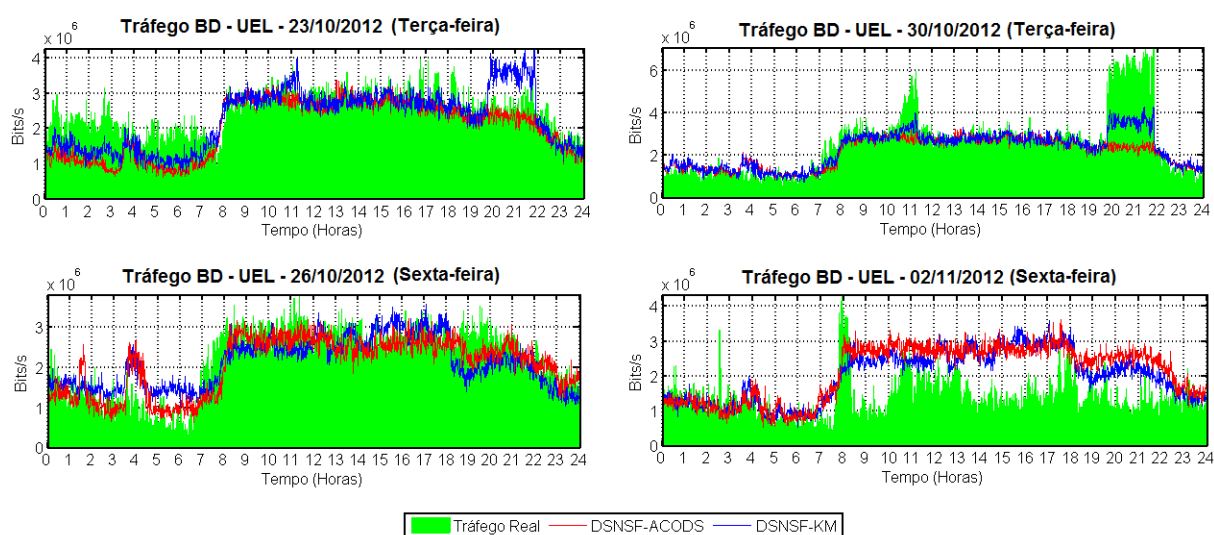 Tráfego BD - UEL - 23/10/2012 (Terça-feira)
x 10^6
4
3
2
1
0
Bits/s
0 1 2 3 4 5 6 7 8 9 10 11 12 13 14 15 16 17 18 19 20 21 22 23 24
Tempo (Horas)
Tráfego BD - UEL - 30/10/2012 (Terça-feira)
x 10^6
6
4
2
0
Bits/s
0 1 2 3 4 5 6 7 8 9 10 11 12 13 14 15 16 17 18 19 20 21 22 23 24
Tempo (Horas)
Tráfego BD - UEL - 26/10/2012 (Sexta-feira)
x 10^6
3
2
1
0
Bits/s
0 1 2 3 4 5 6 7 8 9 10 11 12 13 14 15 16 17 18 19 20 21 22 23 24
Tempo (Horas)
Tráfego BD - UEL - 02/11/2012 (Sexta-feira)
x 10^6
4
3
2
1
0
Bits/s
0 1 2 3 4 5 6 7 8 9 10 11 12 13 14 15 16 17 18 19 20 21 22 23 24
Tempo (Horas)
Tráfego Real DSNSF-ACODS DSNSF-KM